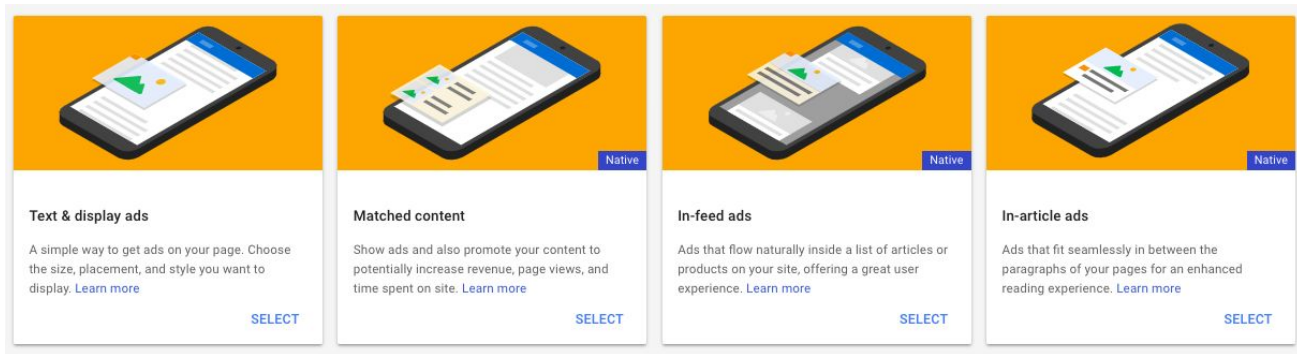 Text & display ads
A simple way to get ads on your page. Choose
the size, placement, and style you want to
display. Learn more
SELECT
Native
Matched content
Show ads and also promote your content to
potentially increase revenue, page views, and
time spent on site. Learn more
SELECT
Native
In-feed ads
Ads that flow naturally inside a list of articles or
products on your site, offering a great user
experience. Learn more
SELECT
Native
In-article ads
Ads that fit seamlessly in between the
paragraphs of your pages for an enhanced
reading experience. Learn more
SELECT